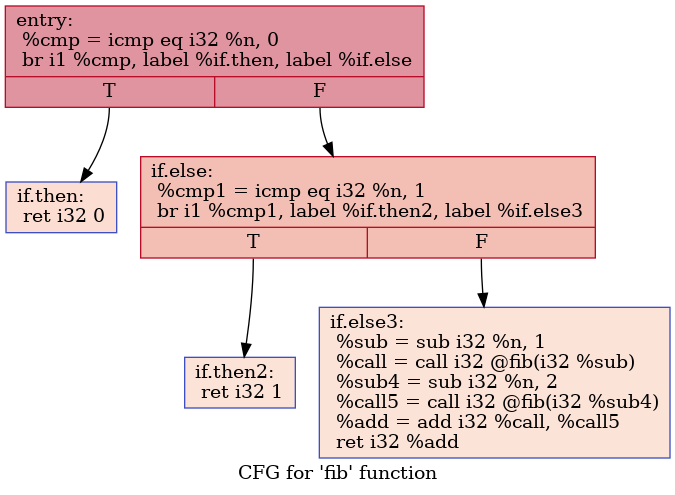 entry:
%cmp = icmp eq i32 %n, 0
br i1 %cmp, label %if.then, label %if.else
T
F
if.then:
ret i32 0
if.else:
%cmp1 = icmp eq i32 %n, 1
br i1 %cmp1, label %if.then2, label %if.else3
T
F
if.then2:
ret i32 1
if.else3:
%sub = sub i32 %n, 1
%call = call i32 @fib(i32 %sub)
%sub4 = sub i32 %n, 2
%call5 = call i32 @fib(i32 %sub4)
%add = add i32 %call, %call5
ret i32 %add
CFG for 'fib' function